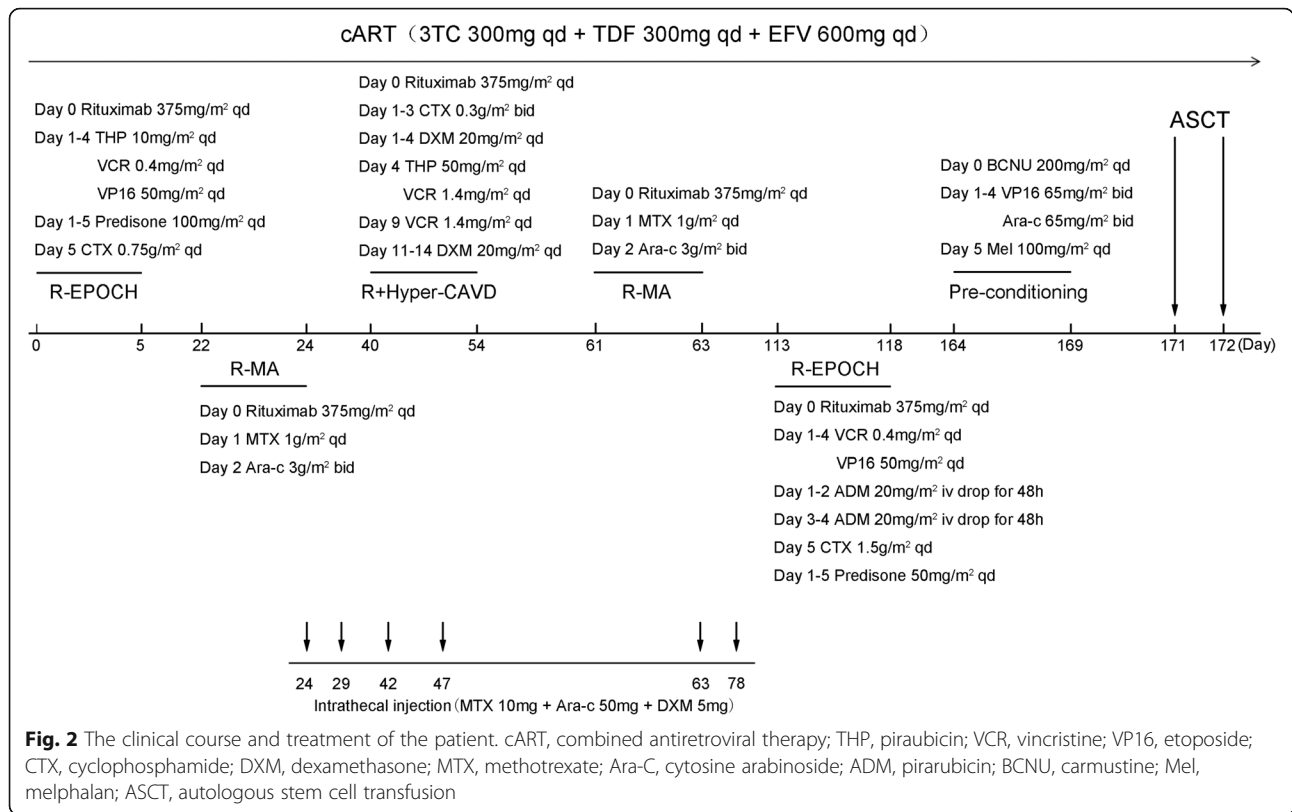 cART（3TC 300mg qd + TDF 300mg qd + EFV 600mg qd）
Day 0 Rituximab 375mg/m² qd
Day 1-4 THP 10mg/m² qd
VCR 0.4mg/m² qd
VP16 50mg/m² qd
Day 1-5 Predisone 100mg/m² qd
Day 5 CTX 0.75g/m² qd
R-EPOCH
Day 0 Rituximab 375mg/m² qd
Day 1-3 CTX 0.3g/m² bid
Day 1-4 DXM 20mg/m² qd
Day 4 THP 50mg/m² qd
VCR 1.4mg/m² qd
Day 9 VCR 1.4mg/m² qd
Day 11-14 DXM 20mg/m² qd
R+Hyper-CAVD
Day 0 Rituximab 375mg/m² qd
Day 1 MTX 1g/m² qd
Day 2 Ara-c 3g/m² bid
R-MA
Day 0 BCNU 200mg/m² qd
Day 1-4 VP16 65mg/m² bid
Ara-c 65mg/m² bid
Day 5 Mel 100mg/m² qd
Pre-conditioning
ASCT
0 5 22 24 40 54 61 63 113 118 164 169 171 172 (Day)
R-MA
Day 0 Rituximab 375mg/m² qd
Day 1 MTX 1g/m² qd
Day 2 Ara-c 3g/m² bid
R-EPOCH
Day 0 Rituximab 375mg/m² qd
Day 1-4 VCR 0.4mg/m² qd
VP16 50mg/m² qd
Day 1-2 ADM 20mg/m² iv drop for 48h
Day 3-4 ADM 20mg/m² iv drop for 48h
Day 5 CTX 1.5g/m² qd
Day 1-5 Predisone 50mg/m² qd
24 29 42 47 63 78
Intrathecal injection（MTX 10mg + Ara-c 50mg + DXM 5mg）
Fig. 2 The clinical course and treatment of the patient. cART, combined antiretroviral therapy; THP, piraubicin; VCR, vincristine; VP16, etoposide;
CTX, cyclophosphamide; DXM, dexamethasone; MTX, methotrexate; Ara-C, cytosine arabinoside; ADM, pirarubicin; BCNU, carmustine; Mel,
melphalan; ASCT, autologous stem cell transfusion